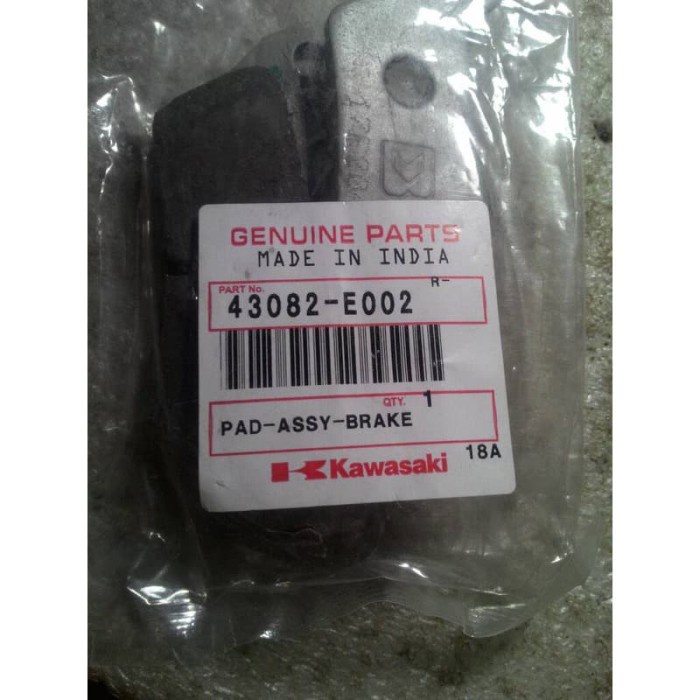 GENUINE PARTS
MADE IN INDIA
R-
PART No.
43082-E002
QTY. 1
PAD-ASSY-BRAKE
18A
Kawasaki